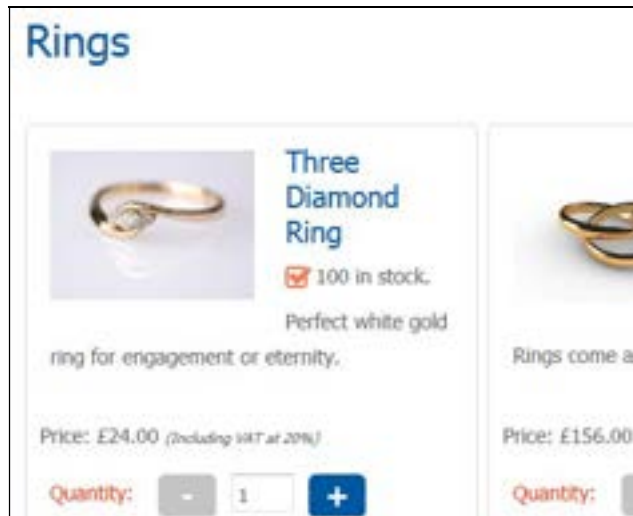 Rings
Three
Diamond
Ring
100 in stock.
Perfect white gold
ring for engagement or eternity.
Price: £24.00 (Including VAT at 20%)
Quantity: - 1 +
Rings come a
Price: £156.00
Quantity: